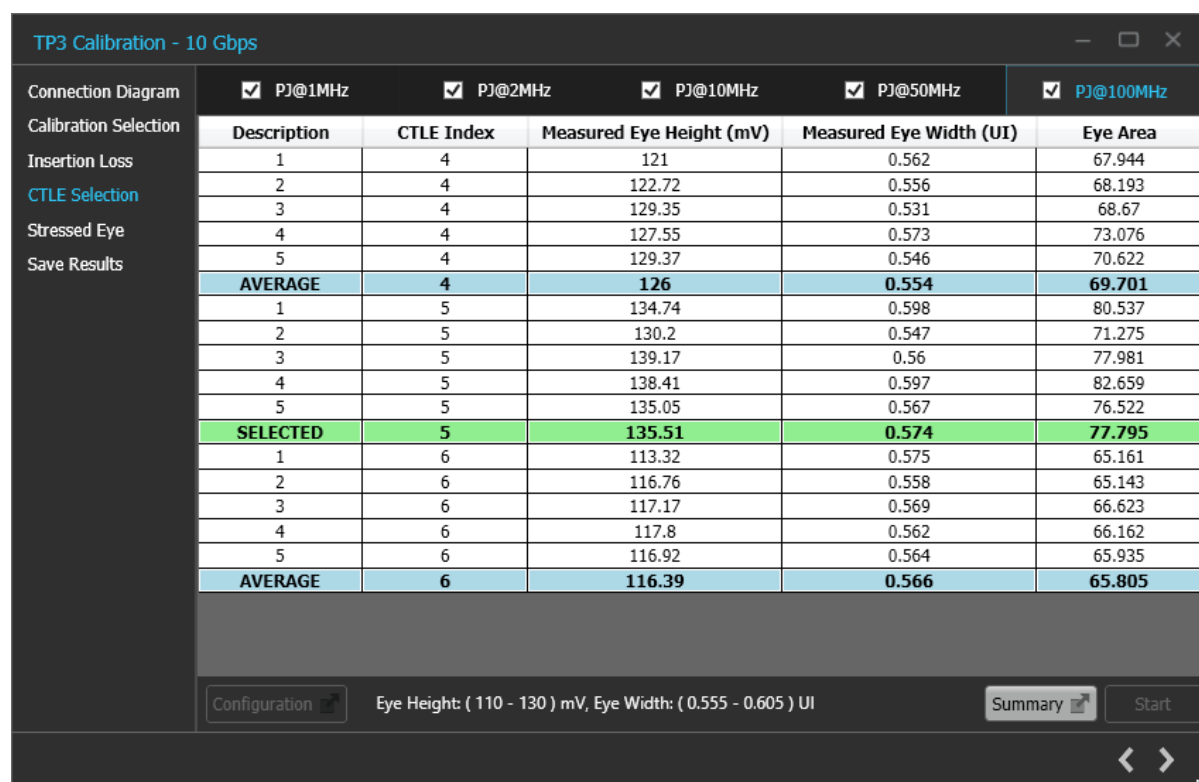 TP3 Calibration - 10 Gbps
Connection Diagram
Calibration Selection
Insertion Loss
CTLE Selection
Stressed Eye
Save Results
PJ@1MHz PJ@2MHz PJ@10MHz PJ@50MHz PJ@100MHz
Description CTLE Index Measured Eye Height (mV) Measured Eye Width (UI) Eye Area
1 4 121 0.562 67.944
2 4 122.72 0.556 68.193
3 4 129.35 0.531 68.67
4 4 127.55 0.573 73.076
5 4 129.37 0.546 70.622
AVERAGE 4 126 0.554 69.701
1 5 134.74 0.598 80.537
2 5 130.2 0.547 71.275
3 5 139.17 0.56 77.981
4 5 138.41 0.597 82.659
5 5 135.05 0.567 76.522
SELECTED 5 135.51 0.574 77.795
1 6 113.32 0.575 65.161
2 6 116.76 0.558 65.143
3 6 117.17 0.569 66.623
4 6 117.8 0.562 66.162
5 6 116.92 0.564 65.935
AVERAGE 6 116.39 0.566 65.805
Configuration Eye Height: ( 110 - 130 ) mV, Eye Width: ( 0.555 - 0.605 ) UI Summary Start